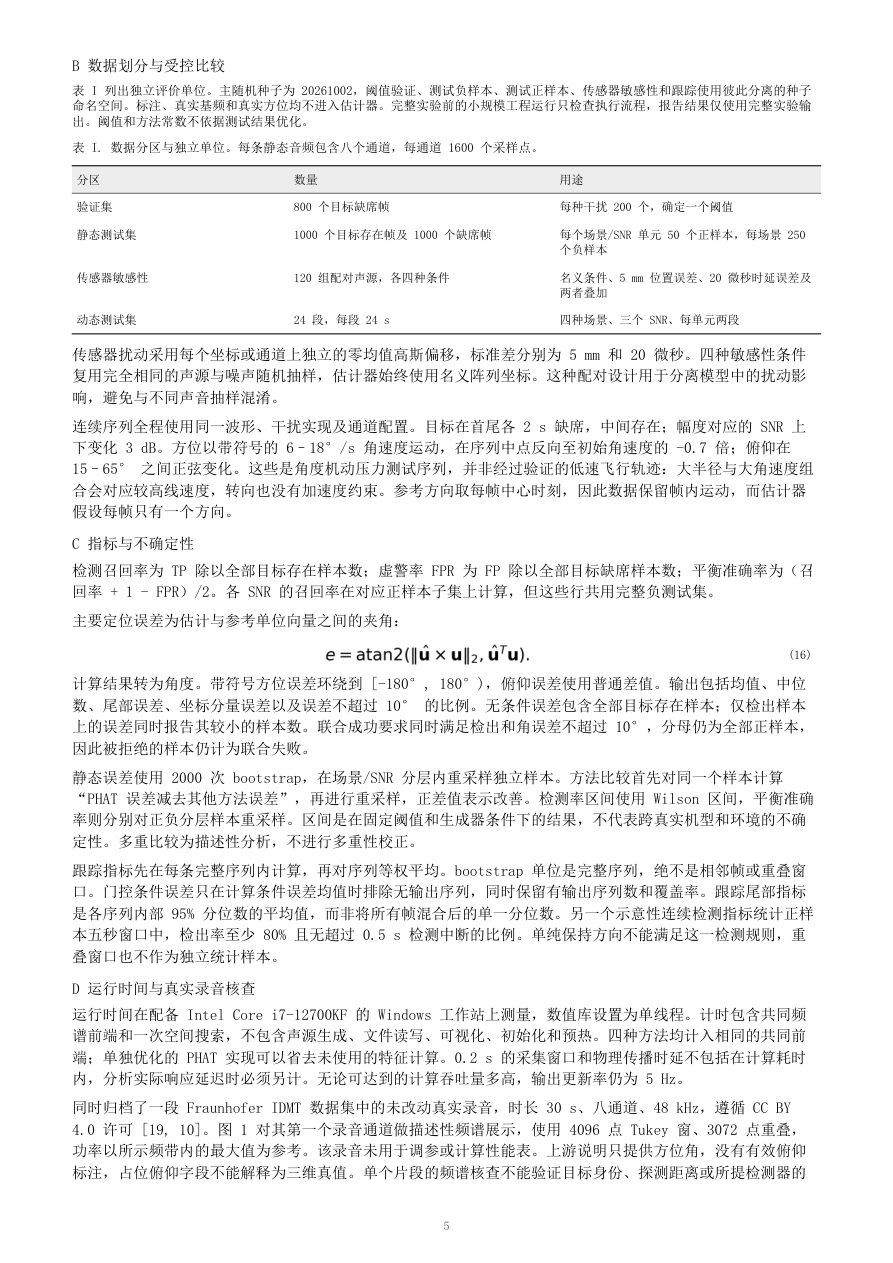 B 数据划分与受控比较
表 I 列出独立评价单位。主随机种子为 20261002，阈值验证、测试负样本、测试正样本、传感器敏感性和跟踪使用彼此分离的种子
命名空间。标注、真实基频和真实方位均不进入估计器。完整实验前的小规模工程运行只检查执行流程，报告结果仅使用完整实验输
出。阈值和方法常数不依据测试结果优化。
表 I. 数据分区与独立单位。每条静态音频包含八个通道，每通道 1600 个采样点。
分区 数量 用途
验证集 800 个目标缺席帧 每种干扰 200 个，确定一个阈值
静态测试集 1000 个目标存在帧及 1000 个缺席帧 每个场景/SNR 单元 50 个正样本，每场景 250
个负样本
传感器敏感性 120 组配对声源，各四种条件 名义条件、5 mm 位置误差、20 微秒时延误差及
两者叠加
动态测试集 24 段，每段 24 s 四种场景、三个 SNR、每单元两段
传感器扰动采用每个坐标或通道上独立的零均值高斯偏移，标准差分别为 5 mm 和 20 微秒。四种敏感性条件
复用完全相同的声源与噪声随机抽样，估计器始终使用名义阵列坐标。这种配对设计用于分离模型中的扰动影
响，避免与不同声音抽样混淆。
连续序列全程使用同一波形、干扰实现及通道配置。目标在首尾各 2 s 缺席，中间存在；幅度对应的 SNR 上
下变化 3 dB。方位以带符号的 6–18°/s 角速度运动，在序列中点反向至初始角速度的 -0.7 倍；俯仰在
15–65° 之间正弦变化。这些是角度机动压力测试序列，并非经过验证的低速飞行轨迹：大半径与大角速度组
合会对应较高线速度，转向也没有加速度约束。参考方向取每帧中心时刻，因此数据保留帧内运动，而估计器
假设每帧只有一个方向。
C 指标与不确定性
检测召回率为 TP 除以全部目标存在样本数；虚警率 FPR 为 FP 除以全部目标缺席样本数；平衡准确率为（召
回率 + 1 - FPR）/2。各 SNR 的召回率在对应正样本子集上计算，但这些行共用完整负测试集。
主要定位误差为估计与参考单位向量之间的夹角：
e = atan2(‖û × u‖₂, ûᵀu). (16)
计算结果转为角度。带符号方位误差环绕到 [-180°, 180°)，俯仰误差使用普通差值。输出包括均值、中位
数、尾部误差、坐标分量误差以及误差不超过 10° 的比例。无条件误差包含全部目标存在样本；仅检出样本
上的误差同时报告其较小的样本数。联合成功要求同时满足检出和角误差不超过 10°，分母仍为全部正样本，
因此被拒绝的样本仍计为联合失败。
静态误差使用 2000 次 bootstrap，在场景/SNR 分层内重采样独立样本。方法比较首先对同一个样本计算
“PHAT 误差减去其他方法误差”，再进行重采样，正差值表示改善。检测率区间使用 Wilson 区间，平衡准确
率则分别对正负分层样本重采样。区间是在固定阈值和生成器条件下的结果，不代表跨真实机型和环境的不确
定性。多重比较为描述性分析，不进行多重性校正。
跟踪指标先在每条完整序列内计算，再对序列等权平均。bootstrap 单位是完整序列，绝不是相邻帧或重叠窗
口。门控条件误差只在计算条件误差均值时排除无输出序列，同时保留有输出序列数和覆盖率。跟踪尾部指标
是各序列内部 95% 分位数的平均值，而非将所有帧混合后的单一分位数。另一个示意性连续检测指标统计正样
本五秒窗口中，检出率至少 80% 且无超过 0.5 s 检测中断的比例。单纯保持方向不能满足这一检测规则，重
叠窗口也不作为独立统计样本。
D 运行时间与真实录音核查
运行时间在配备 Intel Core i7-12700KF 的 Windows 工作站上测量，数值库设置为单线程。计时包含共同频
谱前端和一次空间搜索，不包含声源生成、文件读写、可视化、初始化和预热。四种方法均计入相同的共同前
端；单独优化的 PHAT 实现可以省去未使用的特征计算。0.2 s 的采集窗口和物理传播时延不包括在计算耗时
内，分析实际响应延迟时必须另计。无论可达到的计算吞吐量多高，输出更新率仍为 5 Hz。
同时归档了一段 Fraunhofer IDMT 数据集中的未改动真实录音，时长 30 s、八通道、48 kHz，遵循 CC BY
4.0 许可 [19, 10]。图 1 对其第一个录音通道做描述性频谱展示，使用 4096 点 Tukey 窗、3072 点重叠，
功率以所示频带内的最大值为参考。该录音未用于调参或计算性能表。上游说明只提供方位角，没有有效俯仰
标注，占位俯仰字段不能解释为三维真值。单个片段的频谱核查不能验证目标身份、探测距离或所提检测器的
5